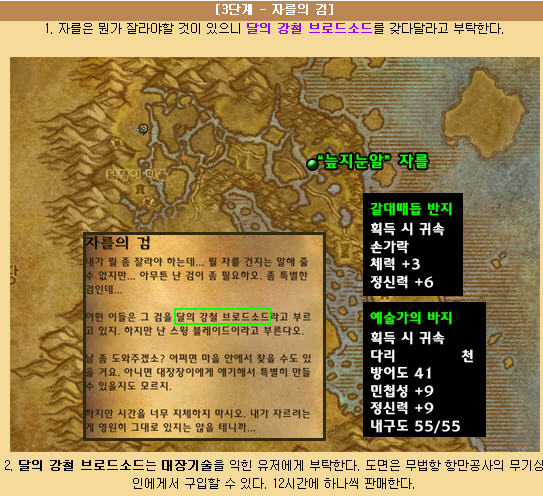 [3단계 - 자를의 검]
1. 자를은 뭔가 잘라야할 것이 있으니 달의 강철 브로드소드를 갖다달라고 부탁한다.
"늪지눈알" 자를
갈대매듭 반지
획득 시 귀속
손가락
체력 +3
정신력 +6
자를의 검
내가 뭘 좀 잘라야 하는데... 뭘 자를 건지는 말해 줄
수 없지만... 아무튼 난 검이 좀 필요하오. 좀 특별한
검인데...
어떤 이들은 그 검을 달의 강철 브로드소드라고 부르
고 있지. 하지만 난 스윙 블레이드이라고 부른다오.
날 좀 도와주겠소? 어쩌면 마을 안에서 찾을 수도 있
을 거요. 아니면 대장장이에게 얘기해서 특별히 만들
수 있을지도 모르지.
하지만 시간을 너무 지체하지 마시오. 내가 자르려는
게 영원히 그대로 있지는 않을 테니까...
예술가의 바지
획득 시 귀속
다리 천
방어도 41
민첩성 +9
정신력 +9
내구도 55/55
2. 달의 강철 브로드소드는 대장기술을 익힌 유저에게 부탁한다. 도면은 무법항 항만공사의 무기상
인에게서 구입할 수 있다. 12시간에 하나씩 판매한다.